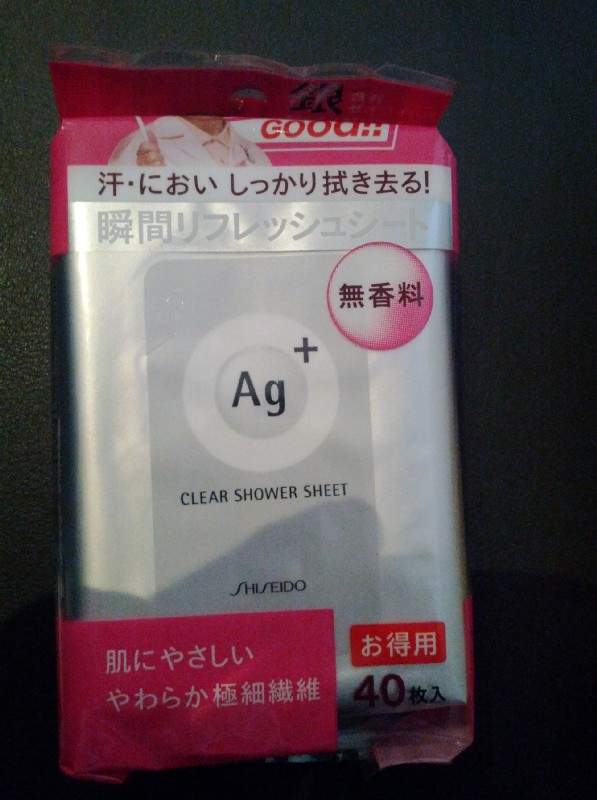 銀
GOOD!!
汗・におい しっかり拭き去る!
瞬間リフレッシュシート
無香料
Ag+
CLEAR SHOWER SHEET
SHISEIDO
肌にやさしい
やわらか極細繊維
お得用
40枚入